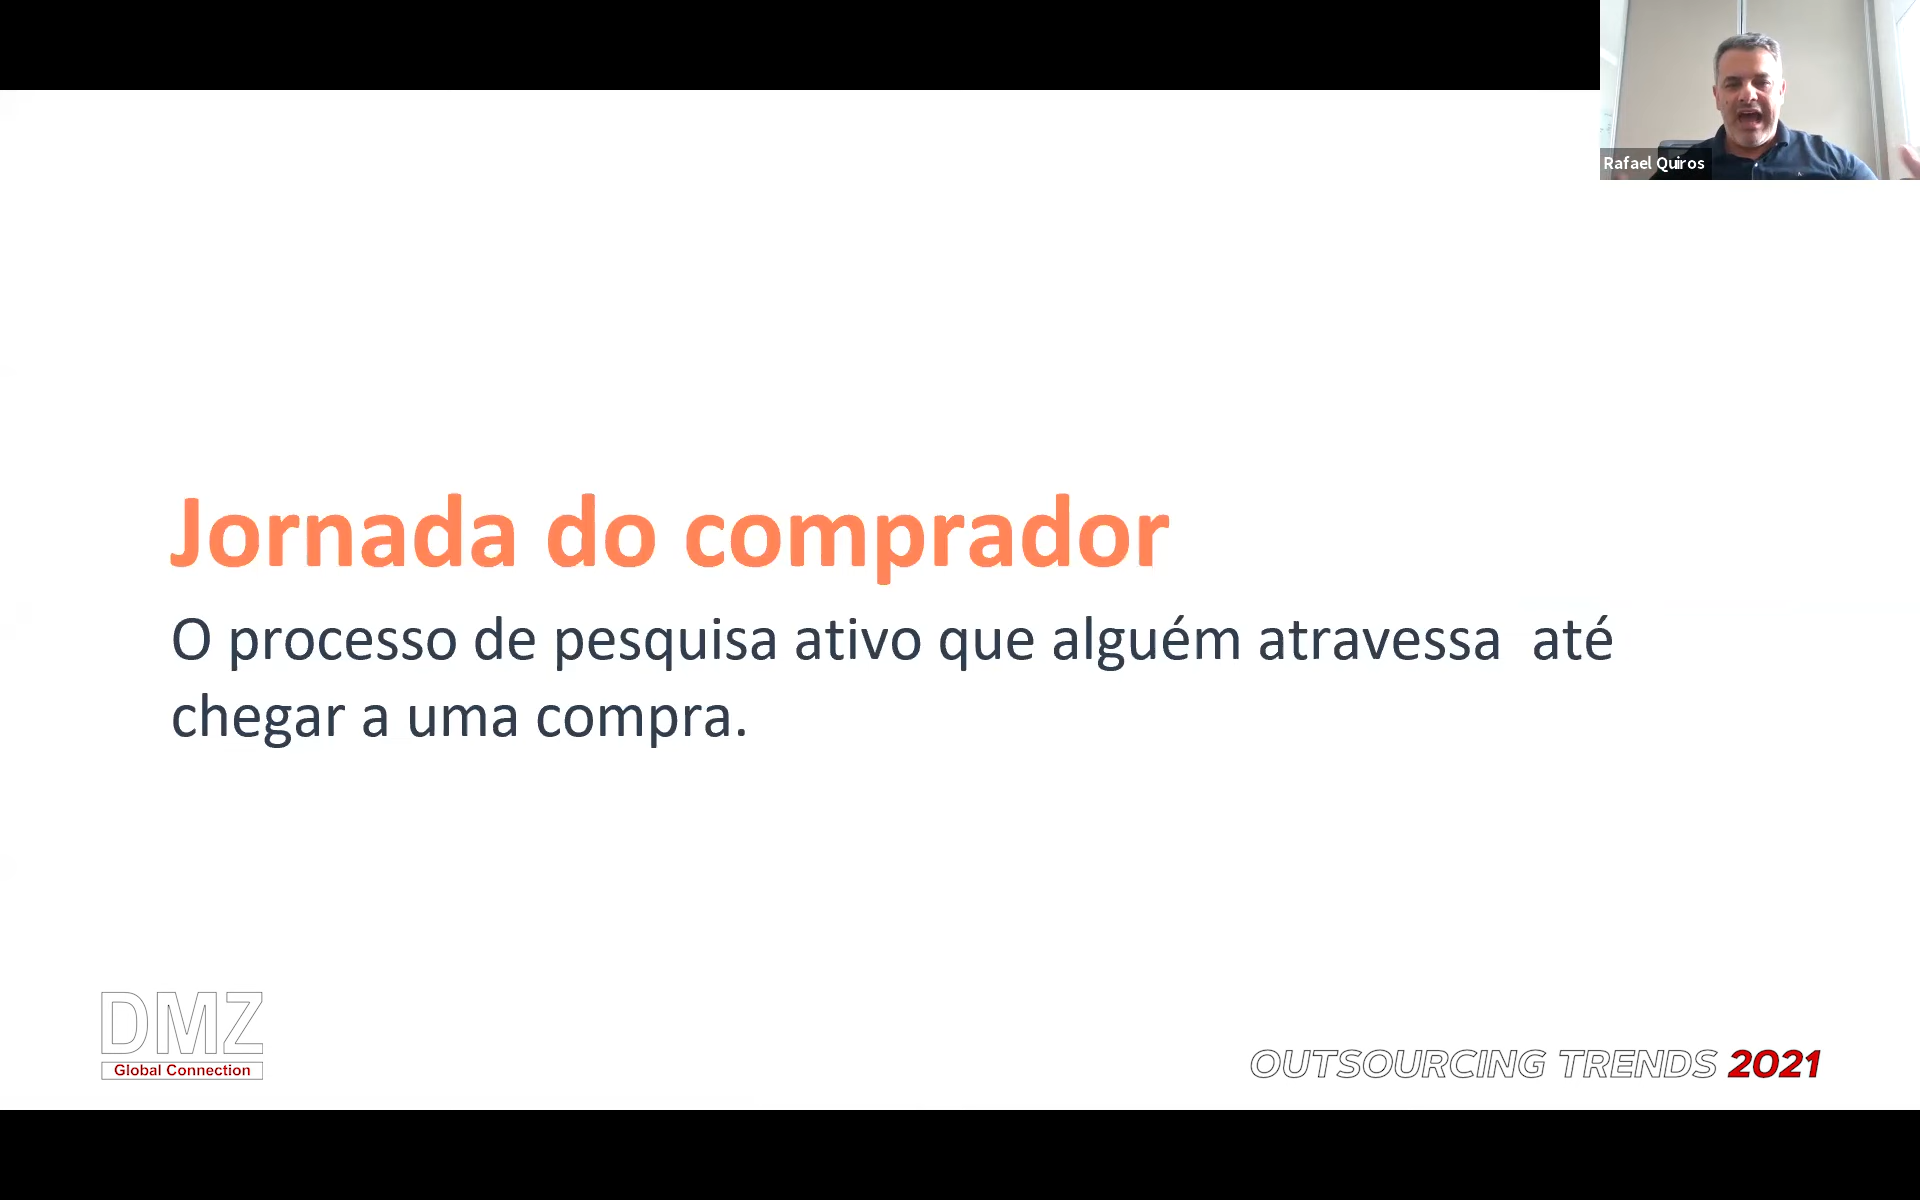 Rafael Quiros
Jornada do comprador
O processo de pesquisa ativo que alguém atravessa  até
chegar a uma compra.
DMZ
Global Connection
OUTSOURCING TRENDS 2021